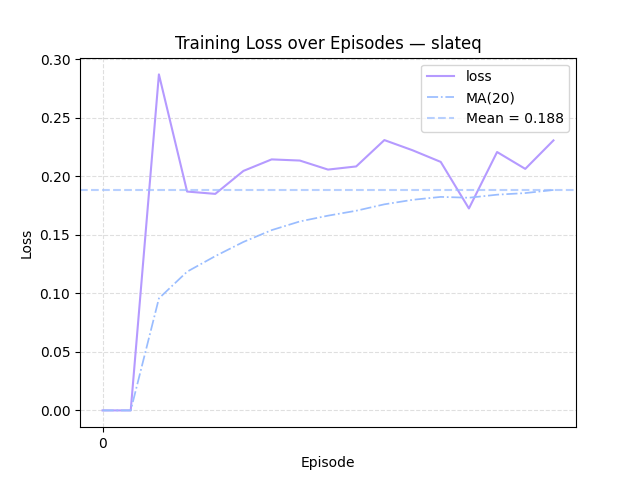 Training Loss over Episodes — slateq
0.30
0.25
0.20
0.15
0.10
0.05
0.00
Loss
loss
MA(20)
Mean = 0.188
0
Episode